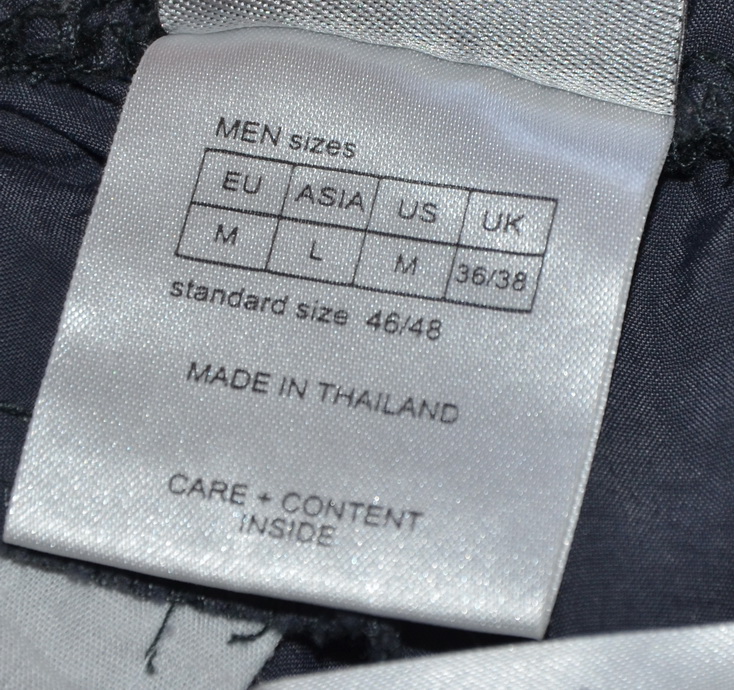 MEN sizes
EU ASIA US UK
M L M 36/38
standard size 46/48
MADE IN THAILAND
CARE + CONTENT
INSIDE